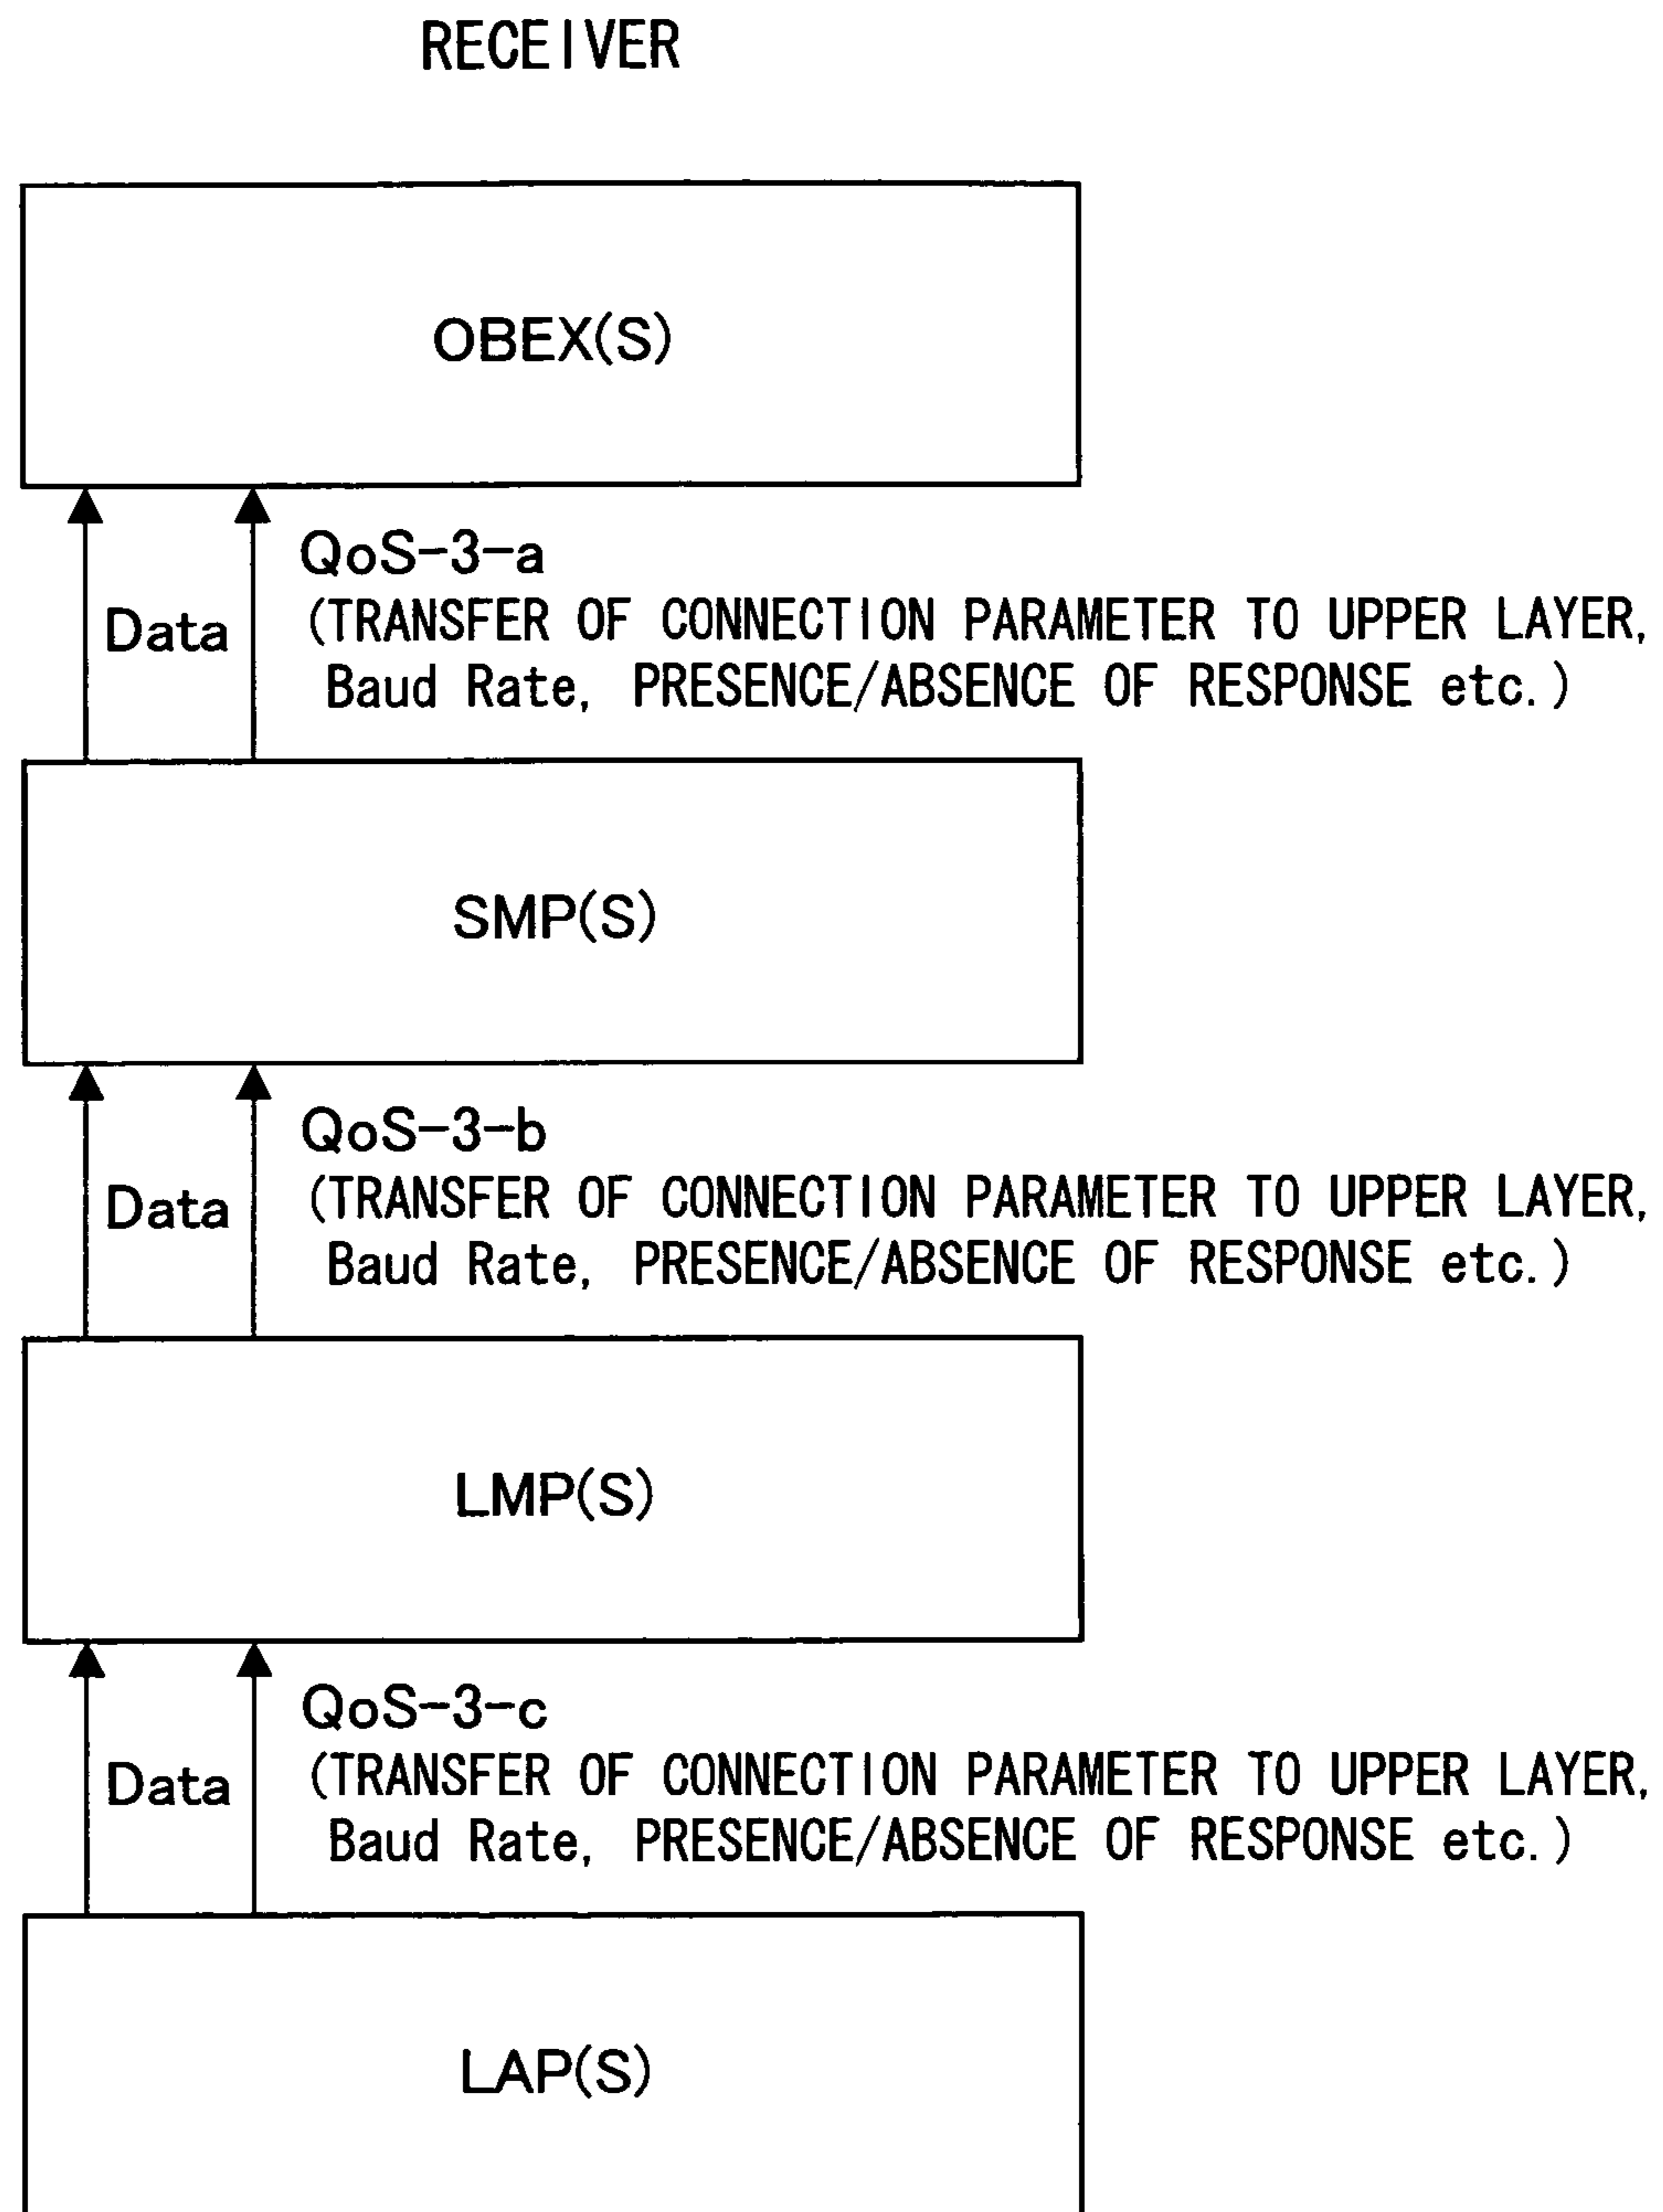 RECEIVER
OBEX(S)
QoS-3-a
Data
(TRANSFER OF CONNECTION PARAMETER TO UPPER LAYER,
Baud Rate, PRESENCE/ABSENCE OF RESPONSE etc.)
SMP(S)
QoS-3-b
Data
(TRANSFER OF CONNECTION PARAMETER TO UPPER LAYER,
Baud Rate, PRESENCE/ABSENCE OF RESPONSE etc.)
LMP(S)
QoS-3-c
Data
(TRANSFER OF CONNECTION PARAMETER TO UPPER LAYER,
Baud Rate, PRESENCE/ABSENCE OF RESPONSE etc.)
LAP(S)